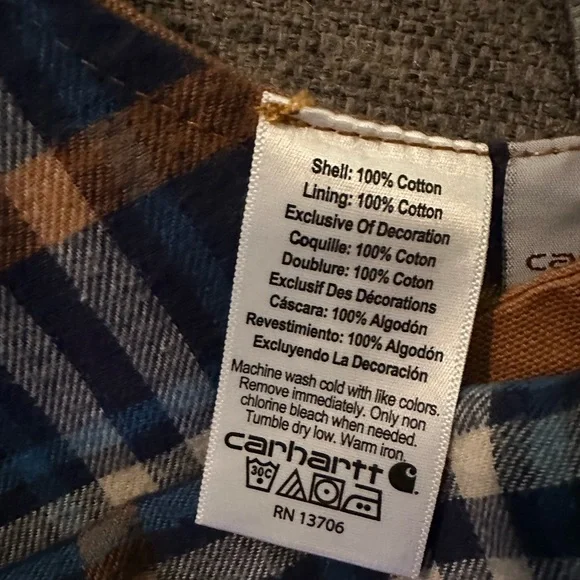 Shell: 100% Cotton
Lining: 100% Cotton
Exclusive Of Decoration
Coquille: 100% Coton
Doublure: 100% Coton
Exclusif Des Décorations
Cáscara: 100% Algodón
Revestimiento: 100% Algodón
Excluyendo La Decoración
Machine wash cold with like colors.
Remove immediately. Only non
chlorine bleach when needed.
Tumble dry low. Warm iron.
carhartt
30C
RN 13706
ca